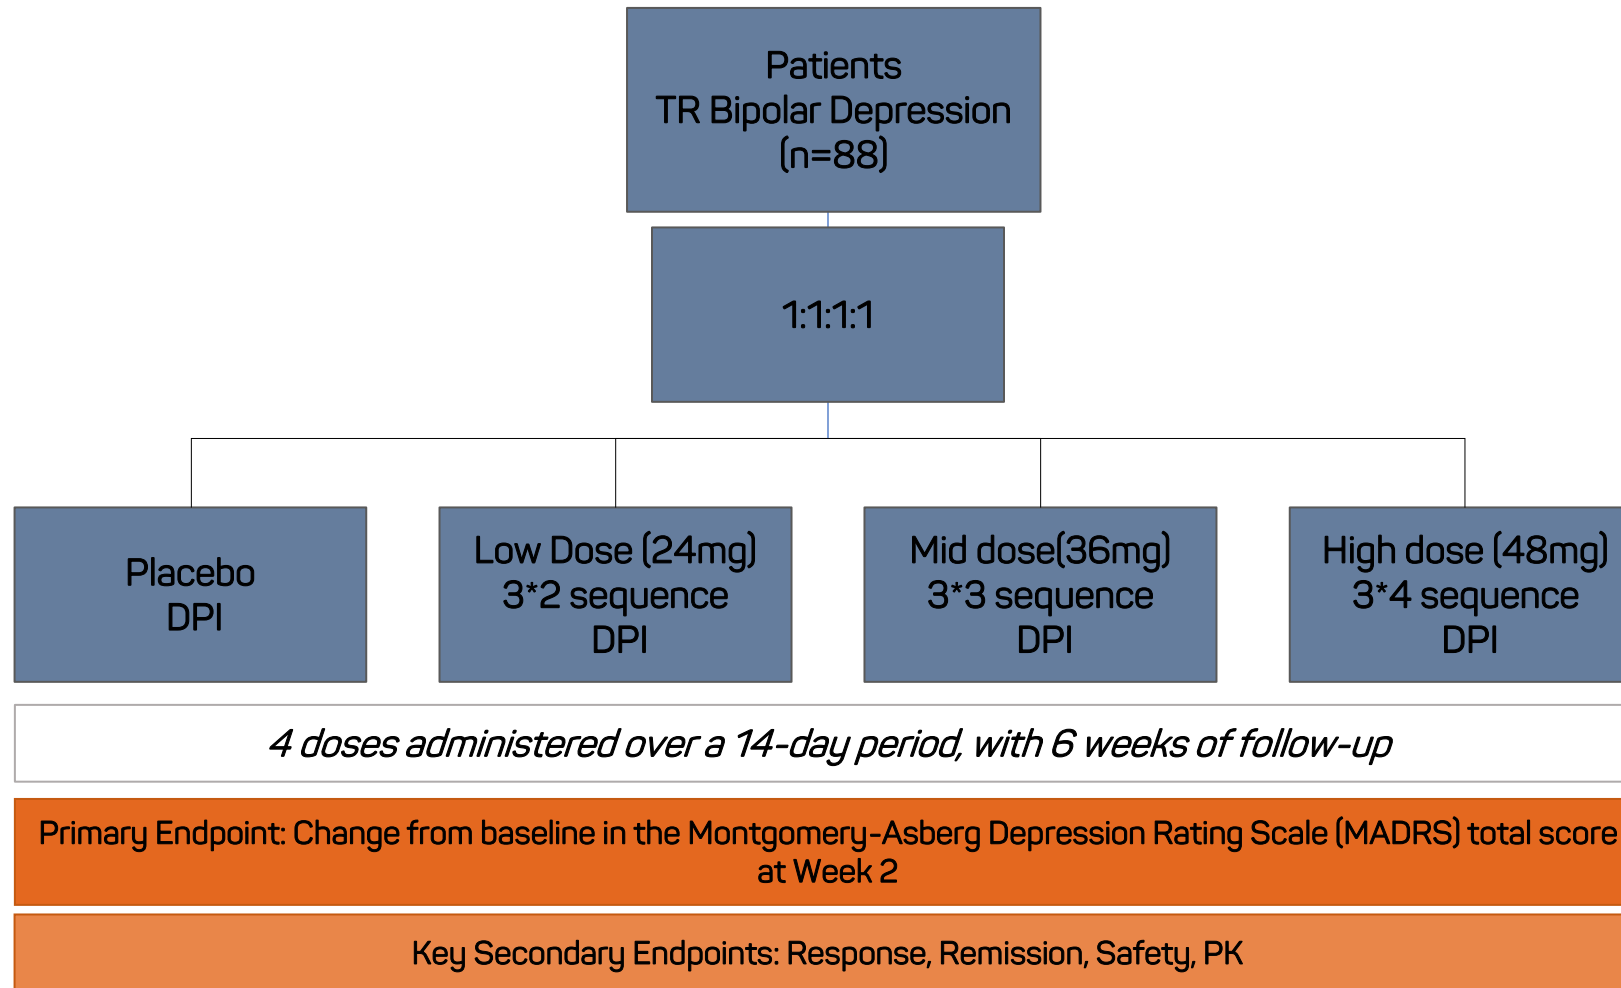 Patients
TR Bipolar Depression
(n=88)
1:1:1:1
Placebo
DPI
Low Dose (24mg)
3*2 sequence
DPI
Mid dose(36mg)
3*3 sequence
DPI
High dose (48mg)
3*4 sequence
DPI
4 doses administered over a 14-day period, with 6 weeks of follow-up
Primary Endpoint: Change from baseline in the Montgomery-Asberg Depression Rating Scale (MADRS) total score
at Week 2
Key Secondary Endpoints: Response, Remission, Safety, PK